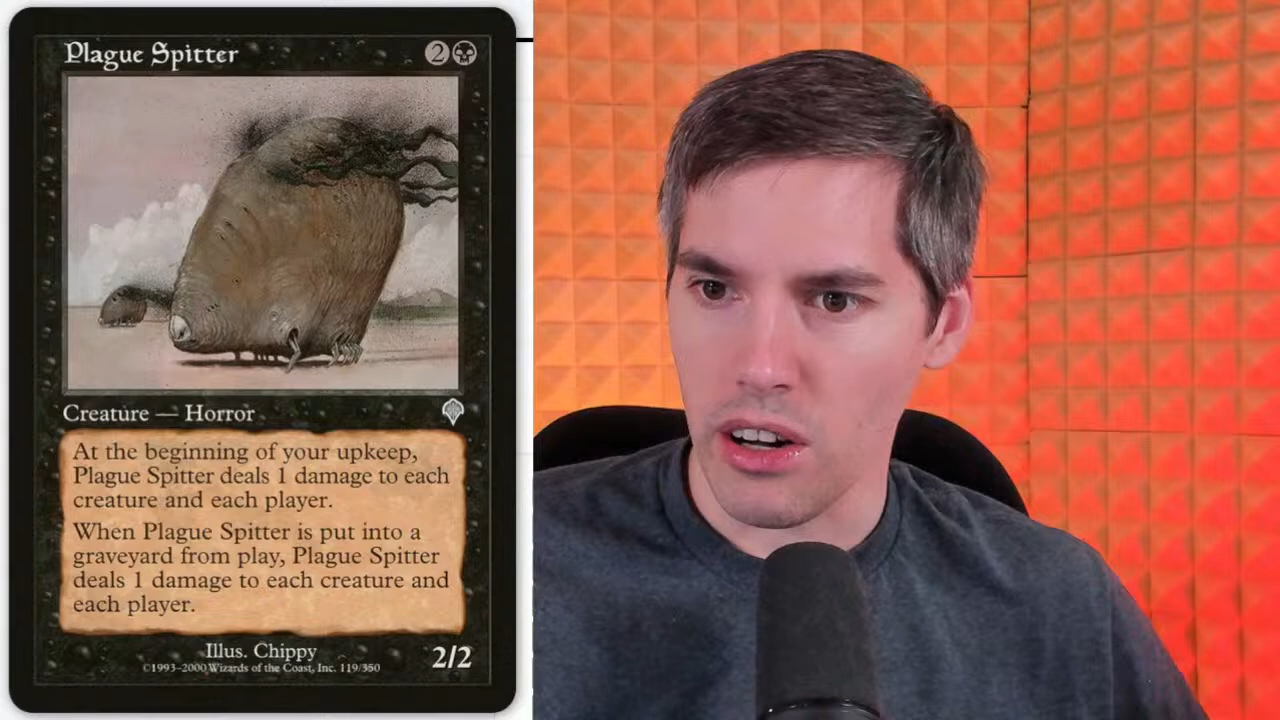 Plague Spitter 2
Creature — Horror
At the beginning of your upkeep,
Plague Spitter deals 1 damage to each
creature and each player.
When Plague Spitter is put into a
graveyard from play, Plague Spitter
deals 1 damage to each creature and
each player.
Illus. Chippy
©1993-2000 Wizards of the Coast, Inc. 119/350
2/2